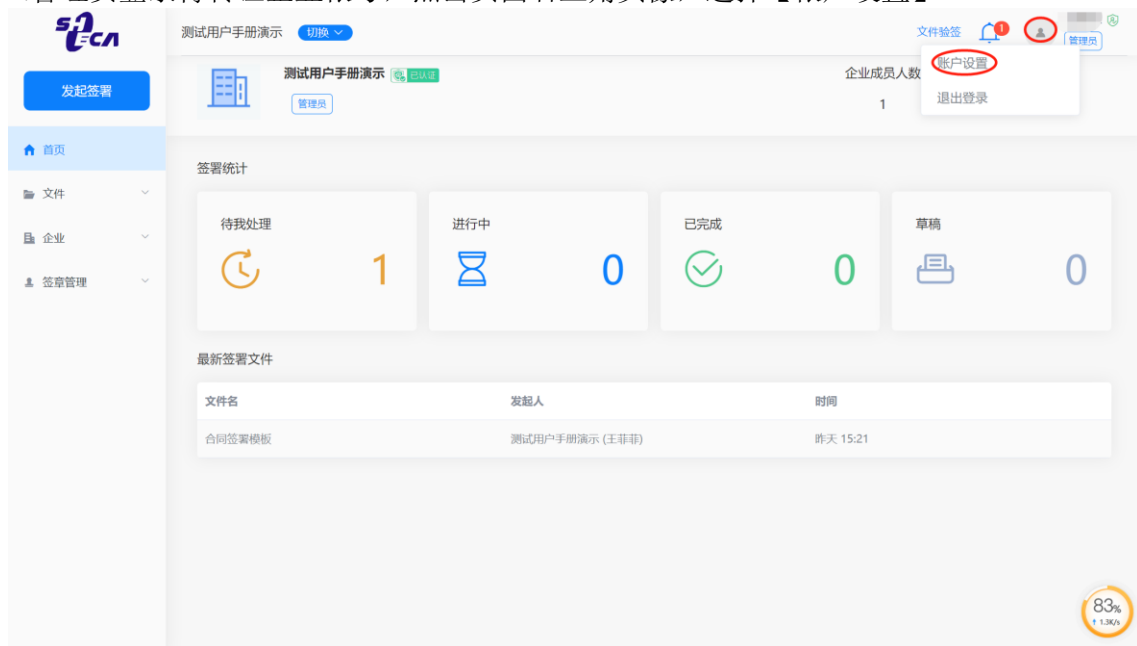 SRECA
测试用户手册演示 切换
文件验签 1
管理员
发起签署
测试用户手册演示 已认证
管理员
企业成员人数
1
账户设置
退出登录
首页
文件
企业
签章管理
签署统计
待我处理
1
进行中
0
已完成
0
草稿
0
最新签署文件
文件名 发起人 时间
合同签署模板 测试用户手册演示 (王菲菲) 昨天 15:21
83%
↑ 1.3K/s